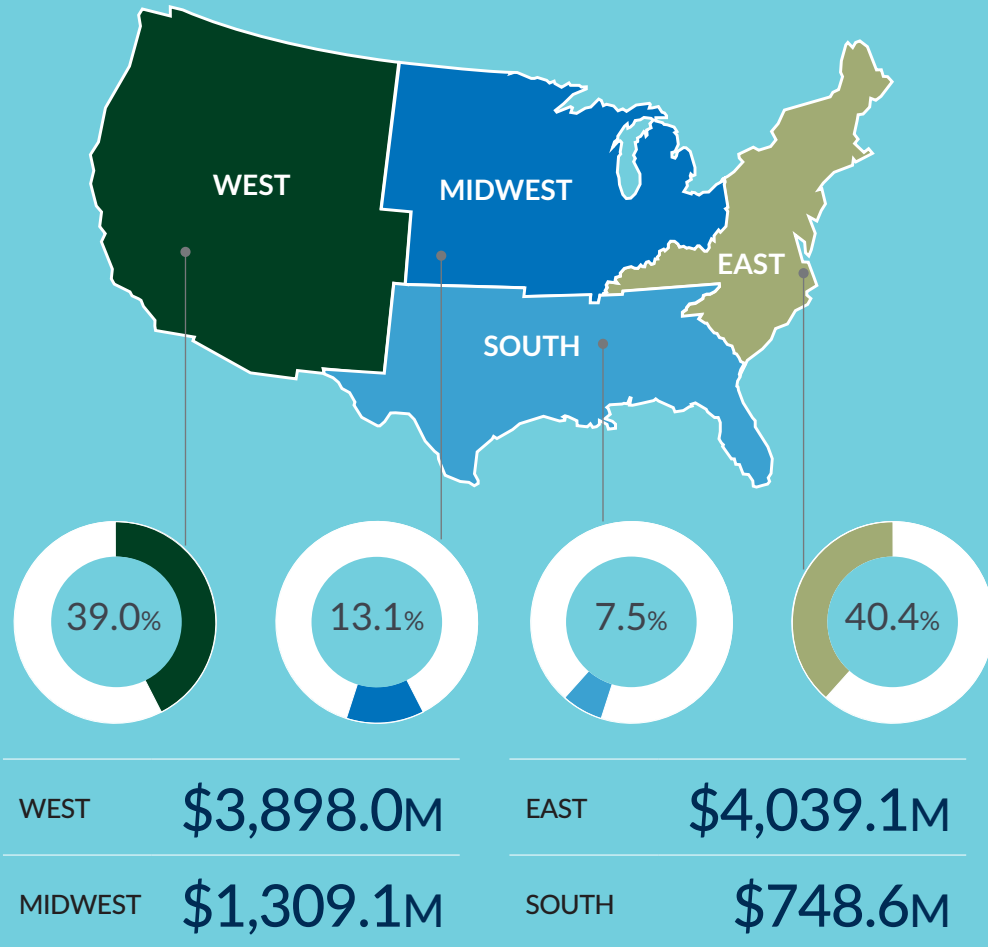 WEST
MIDWEST
EAST
SOUTH
39.0%
13.1%
7.5%
40.4%
WEST $3,898.0M
EAST $4,039.1M
MIDWEST $1,309.1M
SOUTH $748.6M